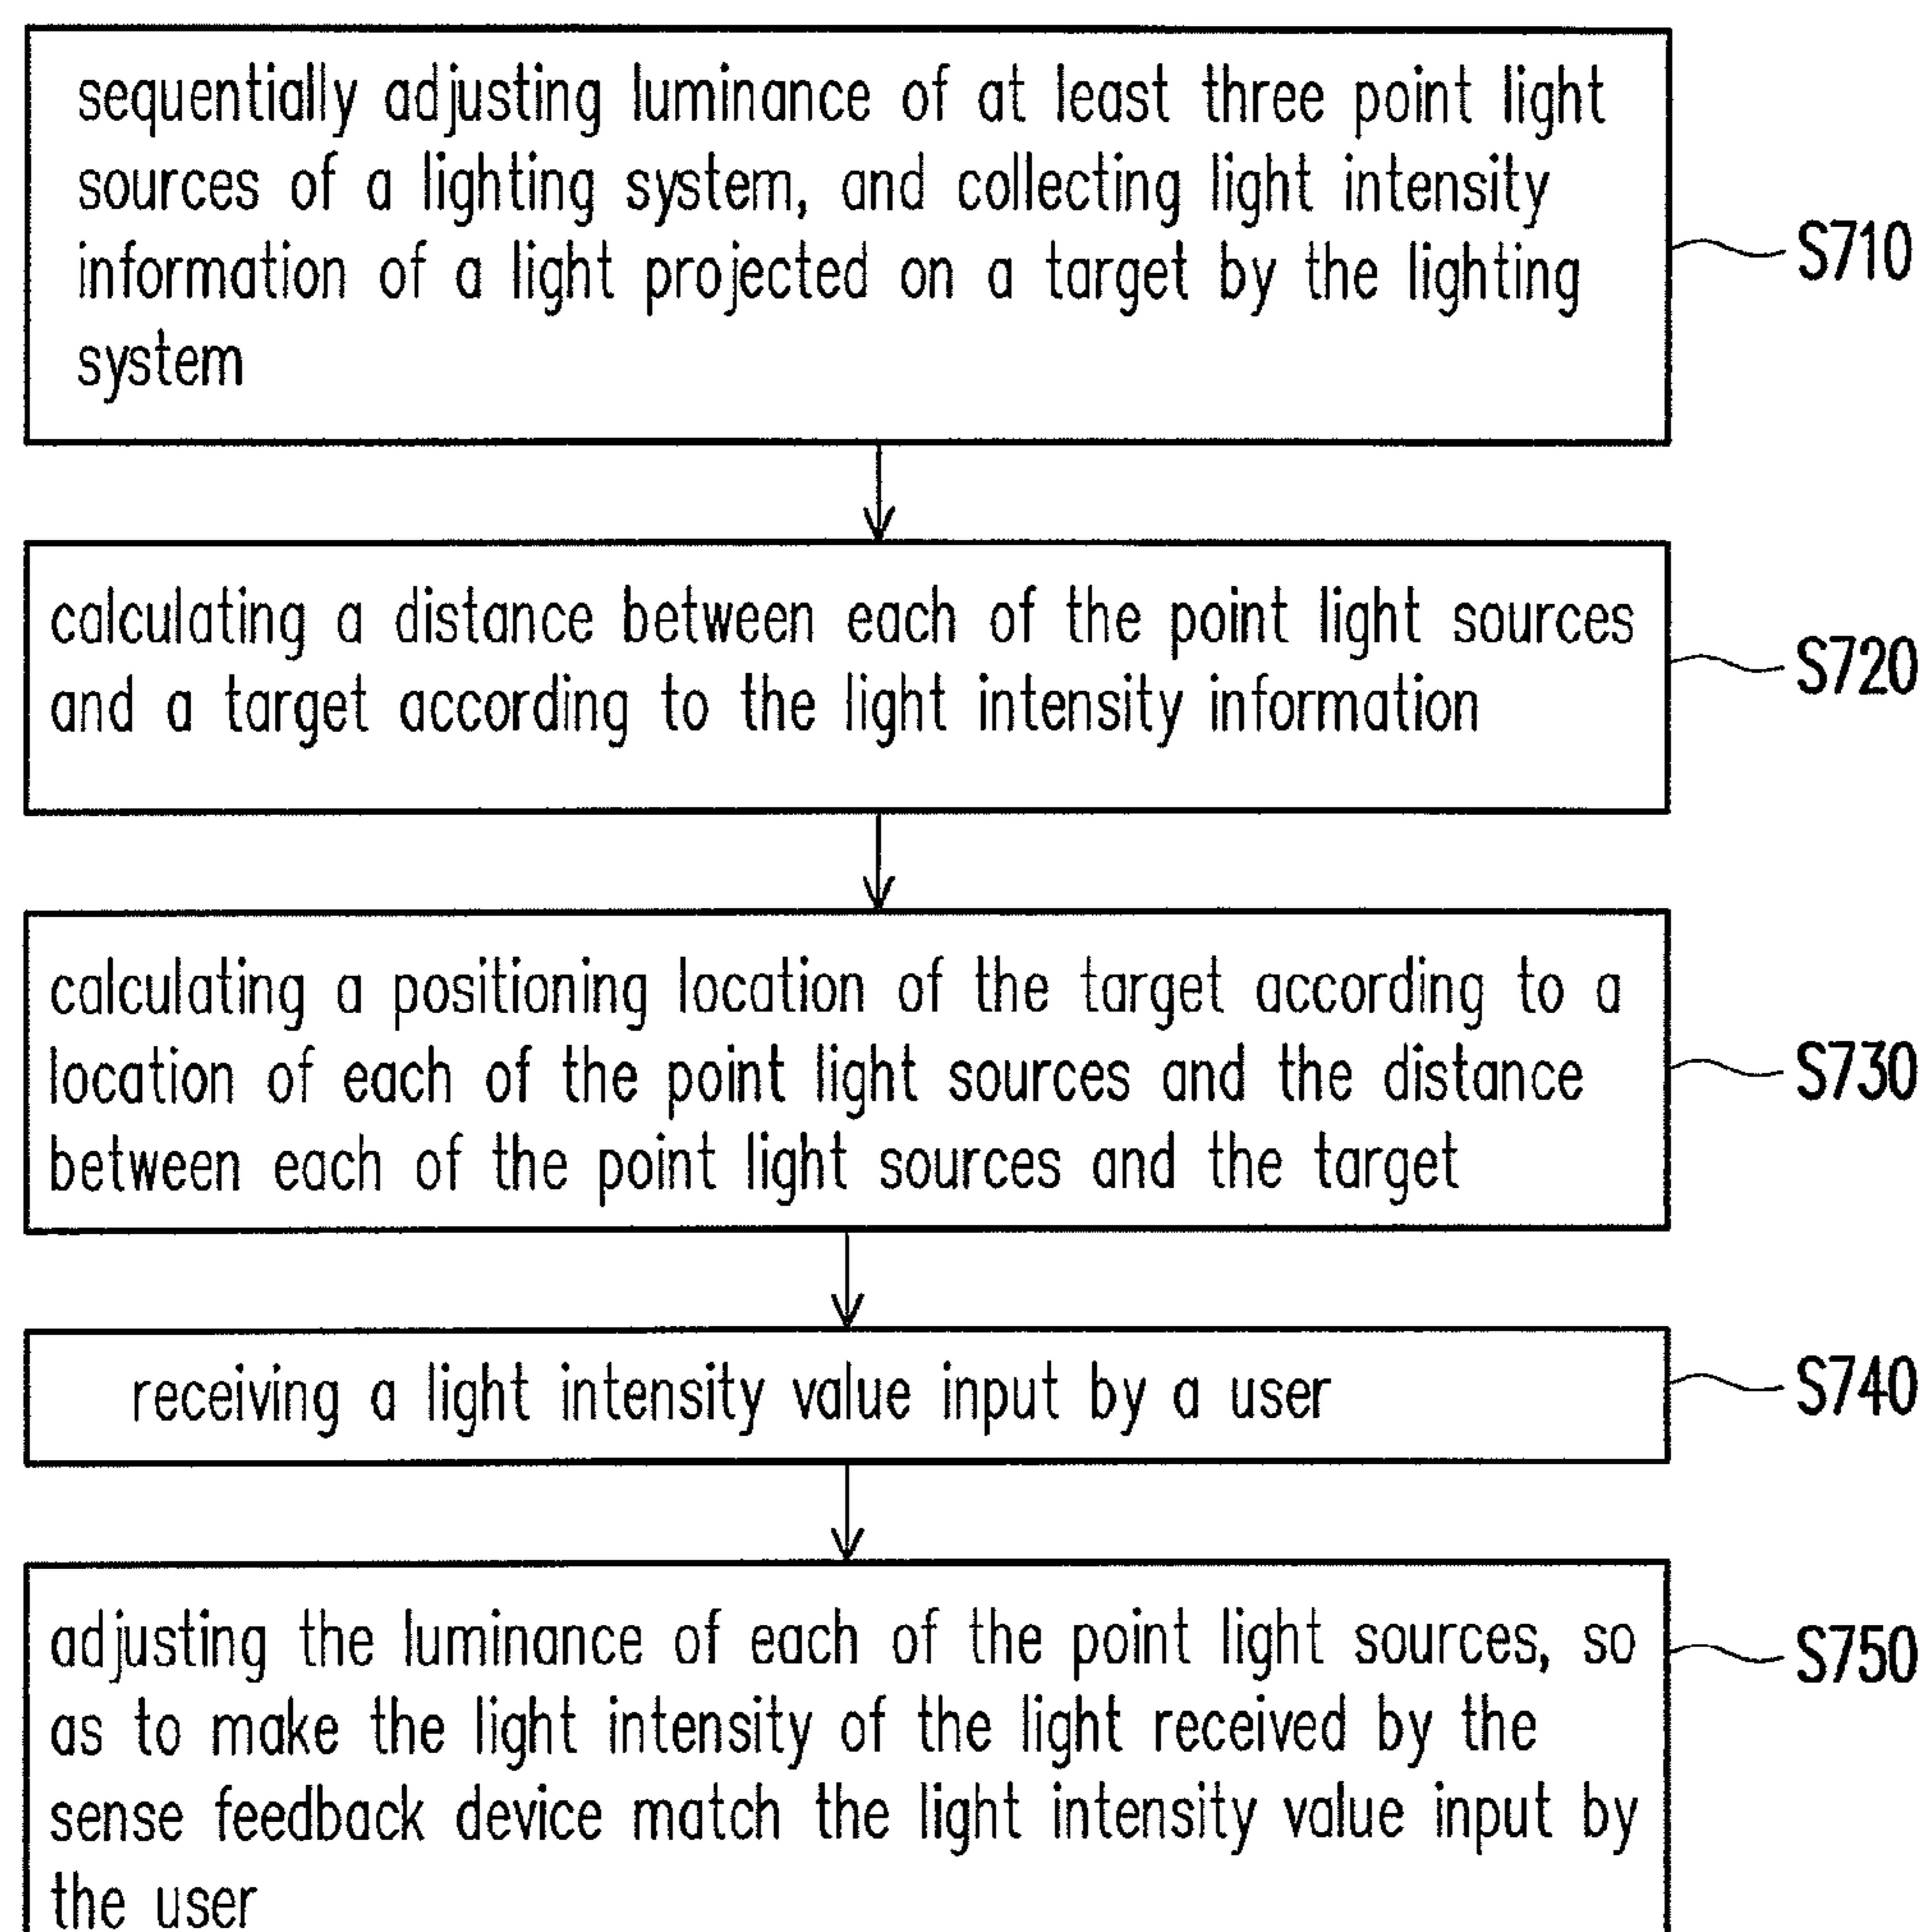 sequentially adjusting luminance of at least three point light
sources of a lighting system, and collecting light intensity
information of a light projected on a target by the lighting
system
S710
calculating a distance between each of the point light sources
and a target according to the light intensity information
S720
calculating a positioning location of the target according to a
location of each of the point light sources and the distance
between each of the point light sources and the target
S730
receiving a light intensity value input by a user
S740
adjusting the luminance of each of the point light sources, so
as to make the light intensity of the light received by the
sense feedback device match the light intensity value input by
the user
S750